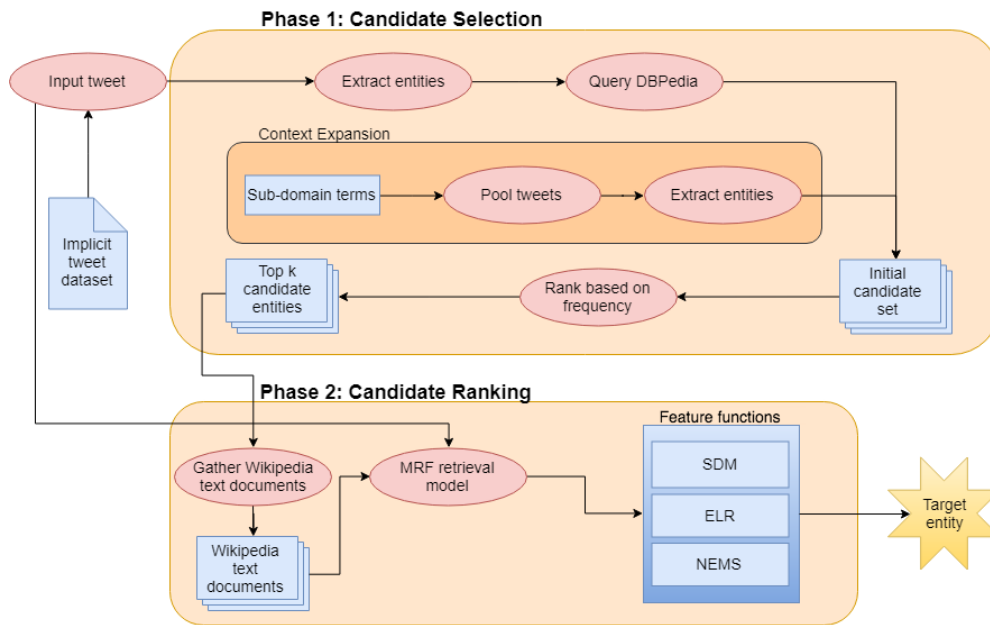 Phase 1: Candidate Selection
Input tweet
Extract entities
Query DBPedia
Context Expansion
Sub-domain terms
Pool tweets
Extract entities
Implicit
tweet
dataset
Top k
candidate
entities
Rank based on
frequency
Initial
candidate
set
Phase 2: Candidate Ranking
Feature functions
Gather Wikipedia
text documents
MRF retrieval
model
SDM
ELR
NEMS
Target
entity
Wikipedia
text
documents